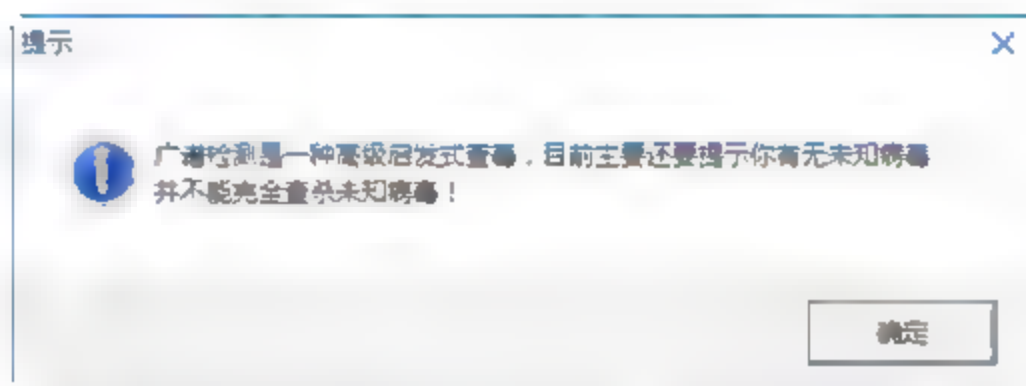 提示
广谱检测是一种高级启发式查毒，目前主要还要提示你有无未知病毒
并不能完全查杀未知病毒！
确定